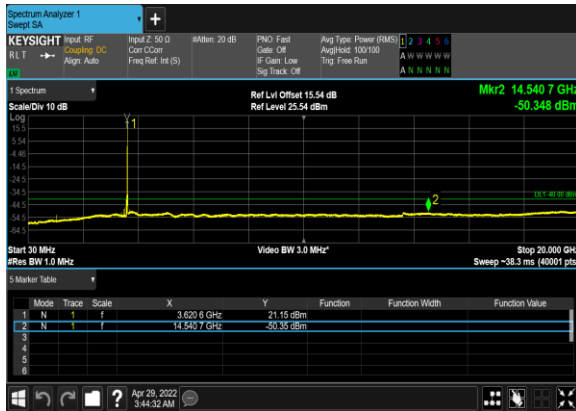 Spectrum Analyzer 1
Swept SA
KEYSIGHT Input: RF Input Z: 50 Ω #Atten: 20 dB PNO: Fast Avg Type: Power (RMS) 1 2 3 4 5 6
RLT Coupling: DC Corr CCorr Gate: Off Avg|Hold: 100/100 A W W W W W
Align: Auto Freq Ref: Int (S) IF Gain: Low Trig: Free Run
Sig Track: Off A N N N N N
1 Spectrum Ref Lvl Offset 15.54 dB Mkr2 14.540 7 GHz
Scale/Div 10 dB Ref Level 25.54 dBm -50.348 dBm
Log
15.5
5.54
-4.46
-14.5
-24.5
-34.5
-44.5
-54.5
-64.5
1
2
Start 30 MHz Video BW 3.0 MHz* Stop 20.000 GHz
#Res BW 1.0 MHz Sweep ~38.3 ms (40001 pts)
5 Marker Table
Mode Trace Scale X Y Function Function Width Function Value
1 N 1 f 3.620 6 GHz 21.15 dBm
2 N 1 f 14.540 7 GHz -50.35 dBm
3
4
5
6
? Apr 29, 2022
3:44:32 AM